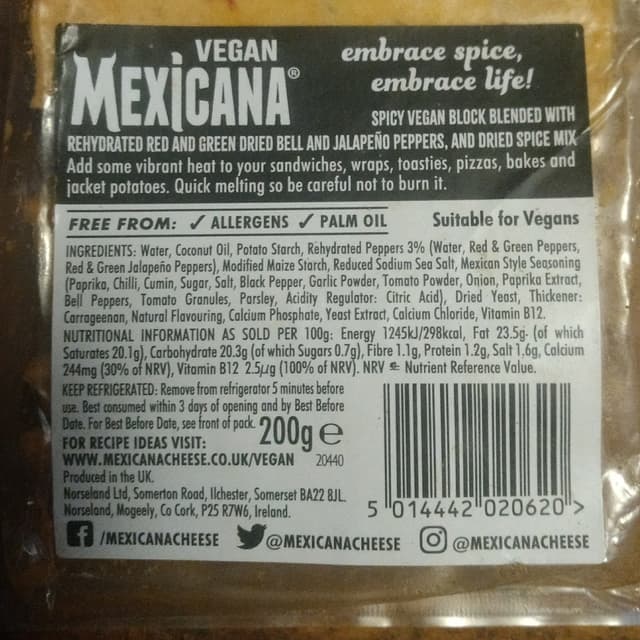 VEGAN
MEXICANA®
embrace spice,
embrace life!
SPICY VEGAN BLOCK BLENDED WITH
REHYDRATED RED AND GREEN DRIED BELL AND JALAPEÑO PEPPERS, AND DRIED SPICE MIX
Add some vibrant heat to your sandwiches, wraps, toasties, pizzas, bakes and
jacket potatoes. Quick melting so be careful not to burn it.
FREE FROM: ✓ ALLERGENS ✓ PALM OIL
Suitable for Vegans
INGREDIENTS: Water, Coconut Oil, Potato Starch, Rehydrated Peppers 3% (Water, Red & Green Peppers,
Red & Green Jalapeño Peppers), Modified Maize Starch, Reduced Sodium Sea Salt, Mexican Style Seasoning
(Paprika, Chilli, Cumin, Sugar, Salt, Black Pepper, Garlic Powder, Tomato Powder, Onion, Paprika Extract,
Bell Peppers, Tomato Granules, Parsley, Acidity Regulator: Citric Acid), Dried Yeast, Thickener:
Carrageenan, Natural Flavouring, Calcium Phosphate, Yeast Extract, Calcium Chloride, Vitamin B12.
NUTRITIONAL INFORMATION AS SOLD PER 100g: Energy 1245kJ/298kcal, Fat 23.5g (of which
Saturates 20.1g), Carbohydrate 20.3g (of which Sugars 0.7g), Fibre 1.1g, Protein 1.2g, Salt 1.6g, Calcium
244mg (30% of NRV), Vitamin B12 2.5µg (100% of NRV). NRV = Nutrient Reference Value.
KEEP REFRIGERATED: Remove from refrigerator 5 minutes before
use. Best consumed within 3 days of opening and by Best Before
Date. For Best Before Date, see front of pack.
200g ℮
FOR RECIPE IDEAS VISIT:
WWW.MEXICANACHEESE.CO.UK/VEGAN
20440
Produced in the UK.
Norseland Ltd, Somerton Road, Ilchester, Somerset BA22 8JL.
Norseland, Mogeely, Co Cork, P25 R7W6, Ireland.
5 014442 020620 >
/MEXICANACHEESE
@MEXICANACHEESE
@MEXICANACHEESE